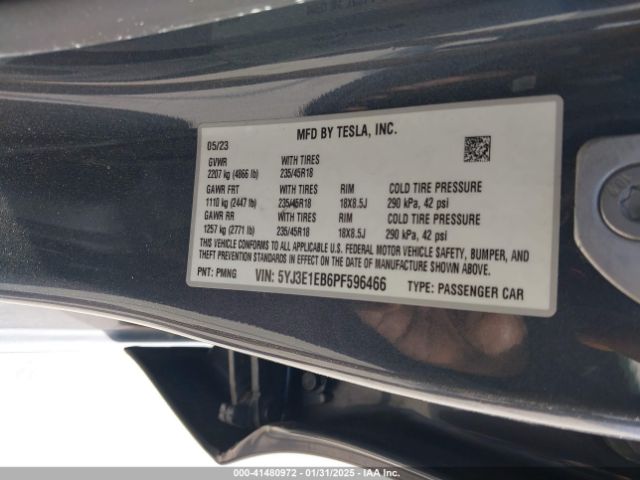 MFD BY TESLA, INC.
05/23
GVWR WITH TIRES
2207 kg (4866 lb) 235/45R18
GAWR FRT WITH TIRES RIM COLD TIRE PRESSURE
1110 kg (2447 lb) 235/45R18 18X8.5J 290 kPa, 42 psi
GAWR RR WITH TIRES RIM COLD TIRE PRESSURE
1257 kg (2771 lb) 235/45R18 18X8.5J 290 kPa, 42 psi
THIS VEHICLE CONFORMS TO ALL APPLICABLE U.S. FEDERAL MOTOR VEHICLE SAFETY, BUMPER, AND
THEFT PREVENTION STANDARDS IN EFFECT ON THE DATE OF MANUFACTURE SHOWN ABOVE.
PNT: PMNG VIN: 5YJ3E1EB6PF596466 TYPE: PASSENGER CAR
000-41480972 - 01/31/2025 - IAA Inc.